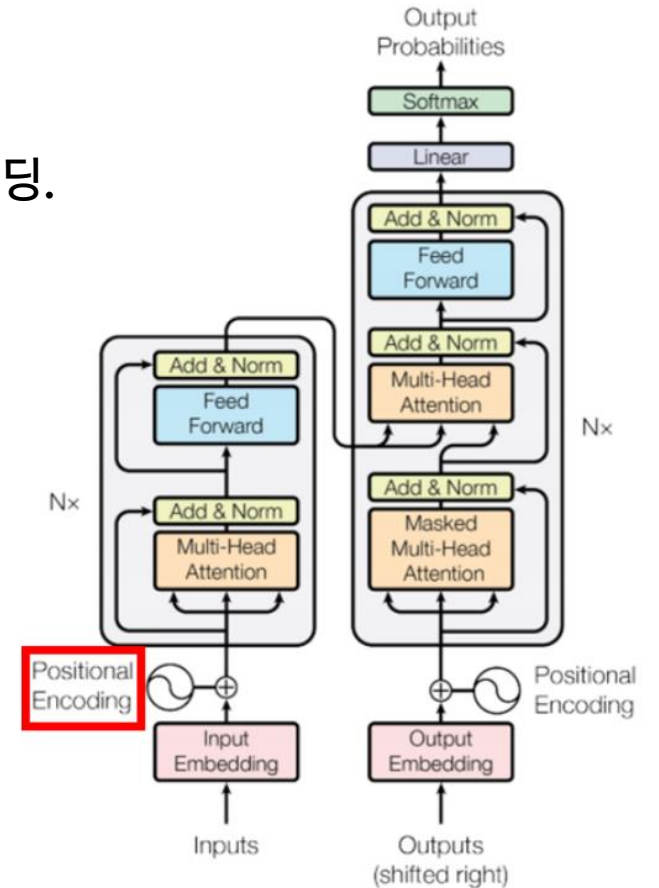 딩.
Output
Probabilities
Softmax
Linear
Add & Norm
Feed
Forward
Add & Norm
Multi-Head
Attention
Add & Norm
Masked
Multi-Head
Attention
Nx
Add & Norm
Feed
Forward
Add & Norm
Multi-Head
Attention
Nx
Positional
Encoding
Input
Embedding
Inputs
Positional
Encoding
Output
Embedding
Outputs
(shifted right)